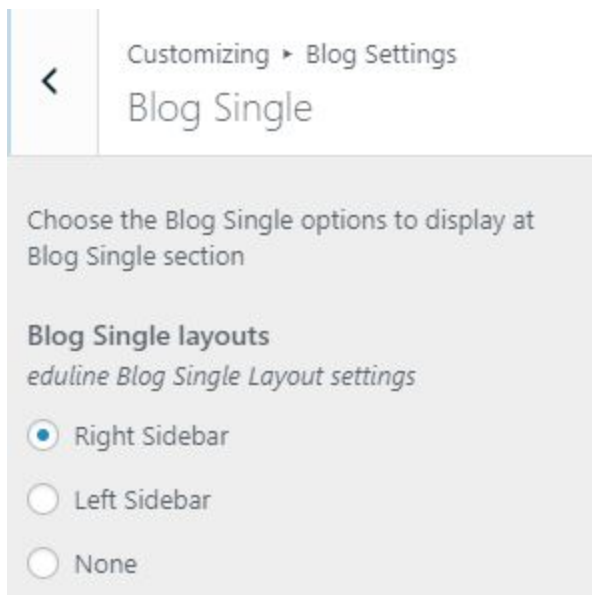 Customizing ▸ Blog Settings
Blog Single
Choose the Blog Single options to display at
Blog Single section
Blog Single layouts
eduline Blog Single Layout settings
Right Sidebar
Left Sidebar
None